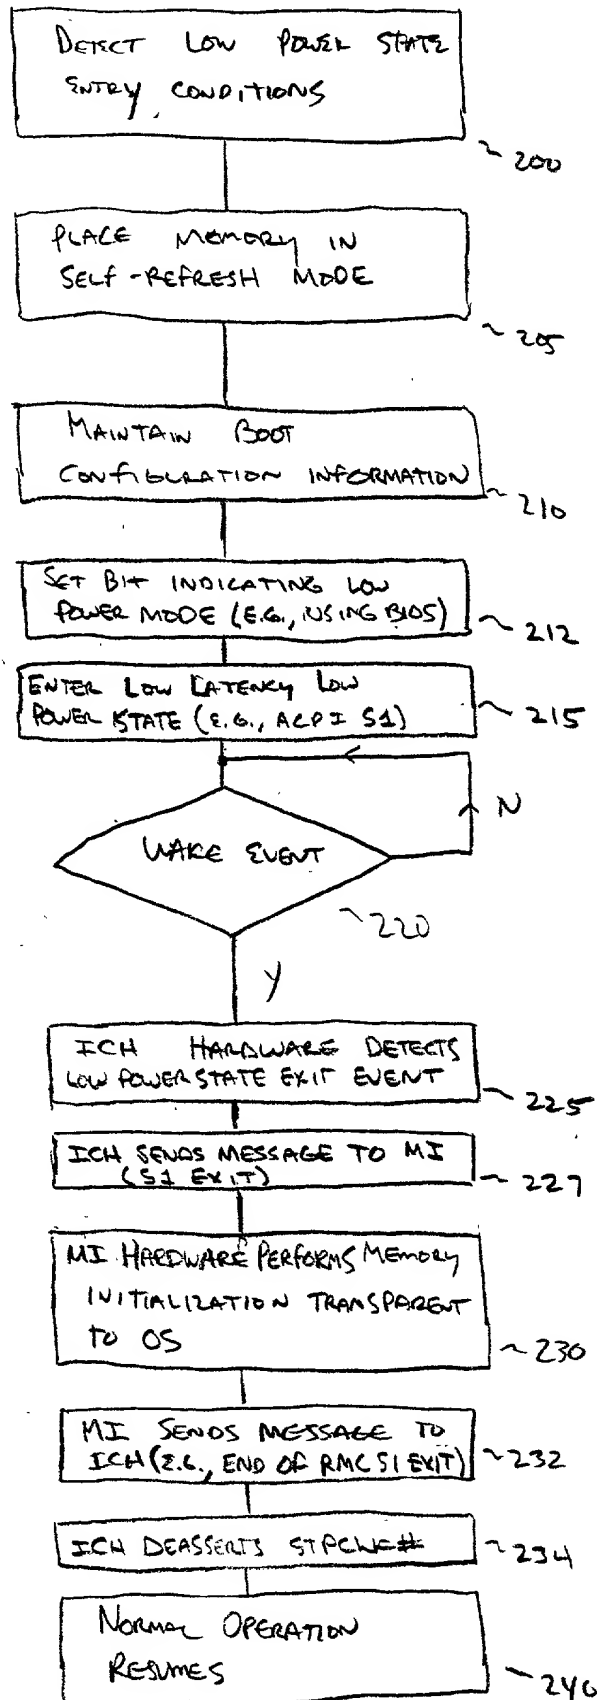 DETECT LOW POWER STATE
ENTRY CONDITIONS
200
PLACE MEMORY IN
SELF-REFRESH MODE
205
MAINTAIN BOOT
CONFIGURATION INFORMATION
210
SET BIT INDICATING LOW
POWER MODE (E.G., USING BIOS)
212
ENTER LOW LATENCY LOW
POWER STATE (E.G., ACPI S1)
215
N
WAKE EVENT
220
Y
ICH HARDWARE DETECTS
LOW POWER STATE EXIT EVENT
225
ICH SENDS MESSAGE TO MI
(S1 EXIT)
227
MI HARDWARE PERFORMS MEMORY
INITIALIZATION TRANSPARENT
TO OS
230
MI SENDS MESSAGE TO
ICH (E.G., END OF RMC S1 EXIT)
232
ICH DEASSERTS STPCLK#
234
NORMAL OPERATION
RESUMES
240